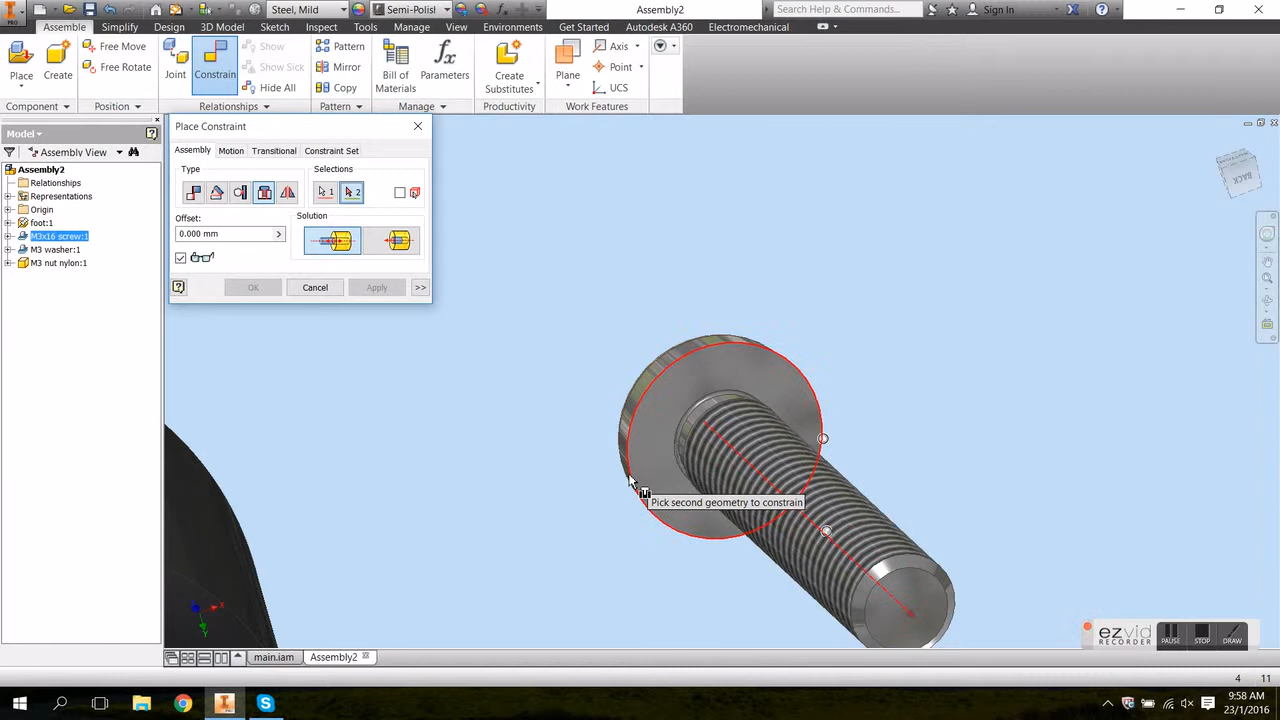 Steel, Mild
Semi-Polish
Assembly2
Search Help & Commands...
Sign In
Assemble
Simplify
Design
3D Model
Sketch
Inspect
Tools
Manage
View
Environments
Get Started
Autodesk A360
Electromechanical
Place
Create
Free Move
Free Rotate
Joint
Constrain
Show
Show Sick
Hide All
Pattern
Mirror
Copy
Bill of
Materials
Parameters
Create
Substitutes
Plane
Axis
Point
UCS
Component
Position
Relationships
Pattern
Manage
Productivity
Work Features
Model
Assembly View
Assembly2
Relationships
Representations
Origin
foot:1
M3x16 screw:1
M3 washer:1
M3 nut nylon:1
Place Constraint
Assembly
Motion
Transitional
Constraint Set
Type
Selections
1
2
Offset:
0.000 mm
Solution
OK
Cancel
Apply
>>
BACK
Pick second geometry to constrain
X
Y
main.iam
Assembly2
ezvid
RECORDER
PAUSE
STOP
DRAW
4
11
9:58 AM
23/1/2016